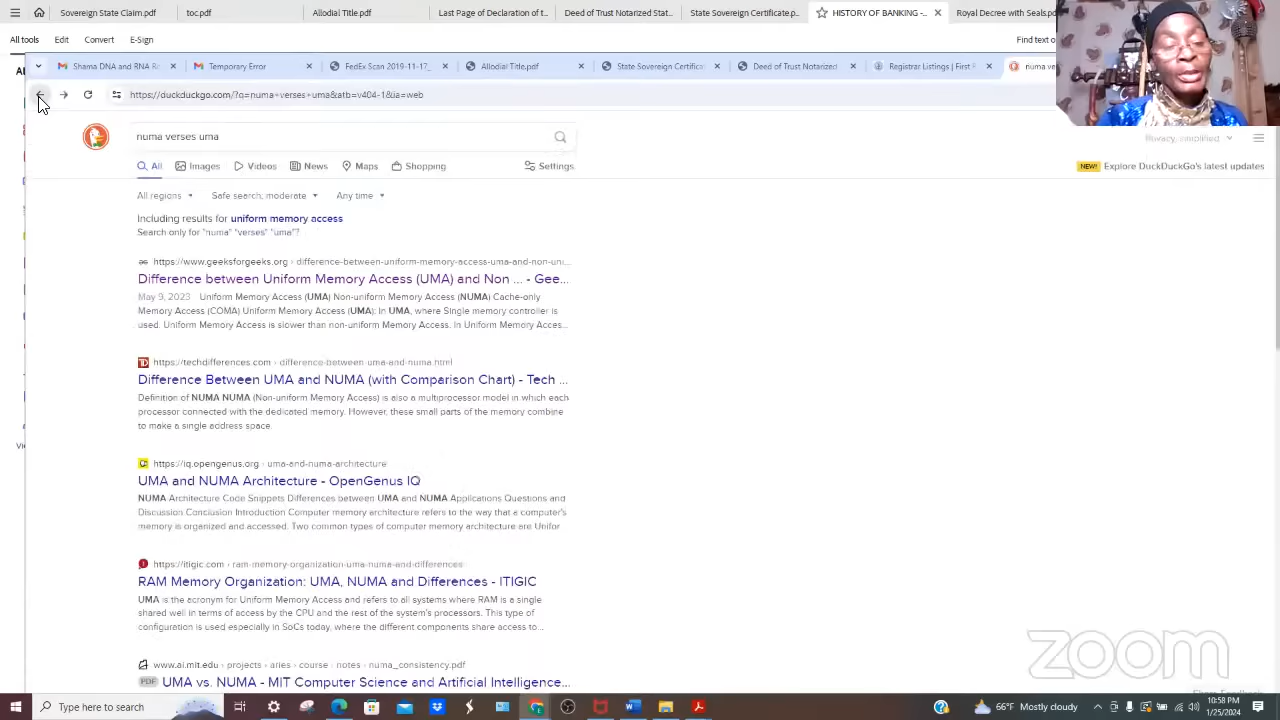 Sovereign Family Genea...
toc.pdf
Allodial Title.pdf
Last Page of Declaration of t...
Deed of Trust Notarized Stat...
State Sovereign Certificate.p...
HISTORY OF BANKING -...
Royal Decree with Seals.pd
All tools
Edit
Convert
E-Sign
Find text o
Shama DNA and RNA Re
Temporary Error
FedEx Scan 2019-11-1
Allodial Title.pdf
State Sovereign Certificat
Deed of Trust Notarized
Registrar Listings | First
numa ve
https://duckduckgo.com/?q=numa+verses+uma&atb=v404-1&ia=web
numa verses uma
Privacy, simplified
All
Images
Videos
News
Maps
Shopping
Settings
NEW!
Explore DuckDuckGo's latest updates
All regions
Safe search: moderate
Any time
Including results for uniform memory access
Search only for "numa" "verses" "uma"?
https://www.geeksforgeeks.org › difference-between-uniform-memory-access-uma-and-non-un...
Difference between Uniform Memory Access (UMA) and Non ... - Gee...
May 9, 2023 Uniform Memory Access (UMA) Non-uniform Memory Access (NUMA) Cache-only
Memory Access (COMA) Uniform Memory Access (UMA): In UMA, where Single memory controller is
used. Uniform Memory Access is slower than non-uniform Memory Access. In Uniform Memory Acces...
https://techdifferences.com › difference-between-uma-and-numa.html
Difference Between UMA and NUMA (with Comparison Chart) - Tech ...
Definition of NUMA NUMA (Non-uniform Memory Access) is also a multiprocessor model in which each
processor connected with the dedicated memory. However, these small parts of the memory combine
to make a single address space.
https://iq.opengenus.org › uma-and-numa-architecture
UMA and NUMA Architecture - OpenGenus IQ
NUMA Architecture Code Snippets Differences between UMA and NUMA Applications Questions and
Discussion Conclusion Introduction Computer memory architecture refers to the way that a computer's
memory is organized and accessed. Two common types of computer memory architecture are Unifor
https://itigic.com › ram-memory-organization-uma-numa-and-differences
RAM Memory Organization: UMA, NUMA and Differences - ITIGIC
UMA is the acronym for Uniform Memory Access and refers to all systems where RAM is a single
shared well in terms of access by the CPU and the rest of the system's processors. This type of
configuration is used especially in SoCs today, where the different components share access to...
www.ai.mit.edu › projects › aries › course › notes › numa_consistency.pdf
PDF UMA vs. NUMA - MIT Computer Science and Artificial Intelligence...
zoom
Share Feedback
Type here to search
66°F Mostly cloudy
10:58 PM
1/25/2024